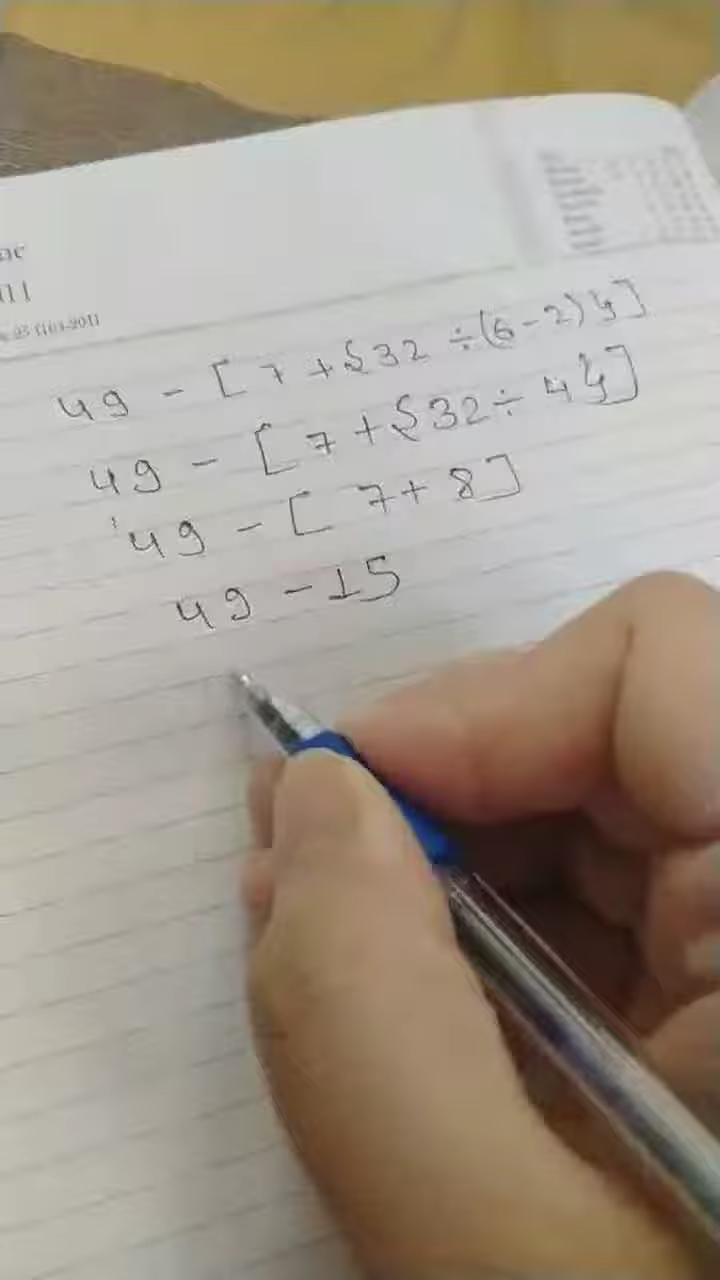 49 - [7 + {32 ÷ (6 - 2)}]
49 - [7 + {32 ÷ 4}]
49 - [7 + 8]
49 - 15